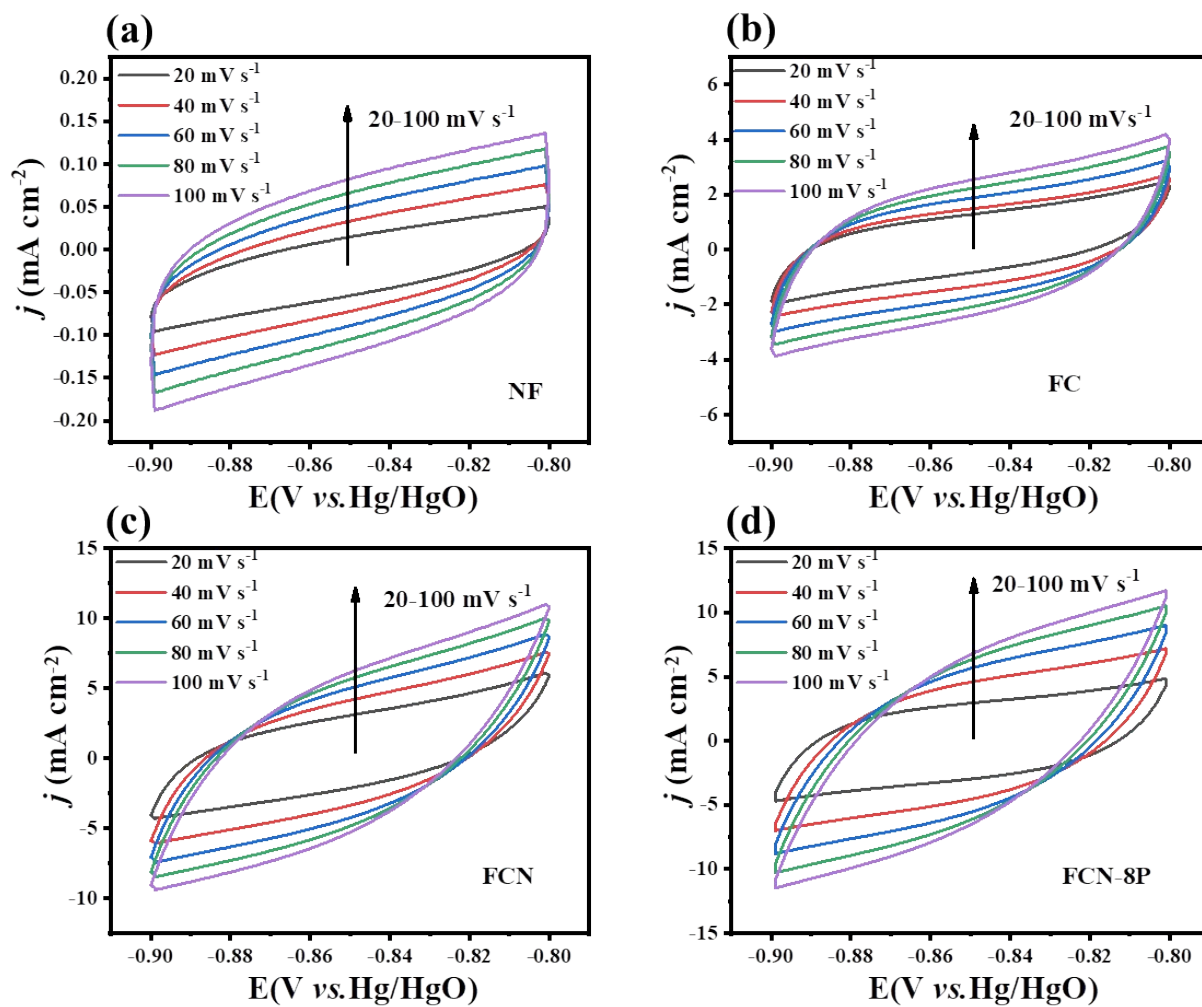 (a)
20 mV s⁻¹
40 mV s⁻¹
60 mV s⁻¹
80 mV s⁻¹
100 mV s⁻¹
20-100 mV s⁻¹
0.20
0.15
0.10
0.05
0.00
-0.05
-0.10
-0.15
-0.20
j (mA cm⁻²)
NF
-0.90 -0.88 -0.86 -0.84 -0.82 -0.80
E(V vs.Hg/HgO)
(b)
20 mV s⁻¹
40 mV s⁻¹
60 mV s⁻¹
80 mV s⁻¹
100 mV s⁻¹
20-100 mVs⁻¹
6
4
2
0
-2
-4
-6
j (mA cm⁻²)
FC
-0.90 -0.88 -0.86 -0.84 -0.82 -0.80
E(V vs.Hg/HgO)
(c)
20 mV s⁻¹
40 mV s⁻¹
60 mV s⁻¹
80 mV s⁻¹
100 mV s⁻¹
20-100 mV s⁻¹
15
10
5
0
-5
-10
j (mA cm⁻²)
FCN
-0.90 -0.88 -0.86 -0.84 -0.82 -0.80
E(V vs.Hg/HgO)
(d)
20 mV s⁻¹
40 mV s⁻¹
60 mV s⁻¹
80 mV s⁻¹
100 mV s⁻¹
20-100 mV s⁻¹
15
10
5
0
-5
-10
-15
j (mA cm⁻²)
FCN-8P
-0.90 -0.88 -0.86 -0.84 -0.82 -0.80
E(V vs.Hg/HgO)